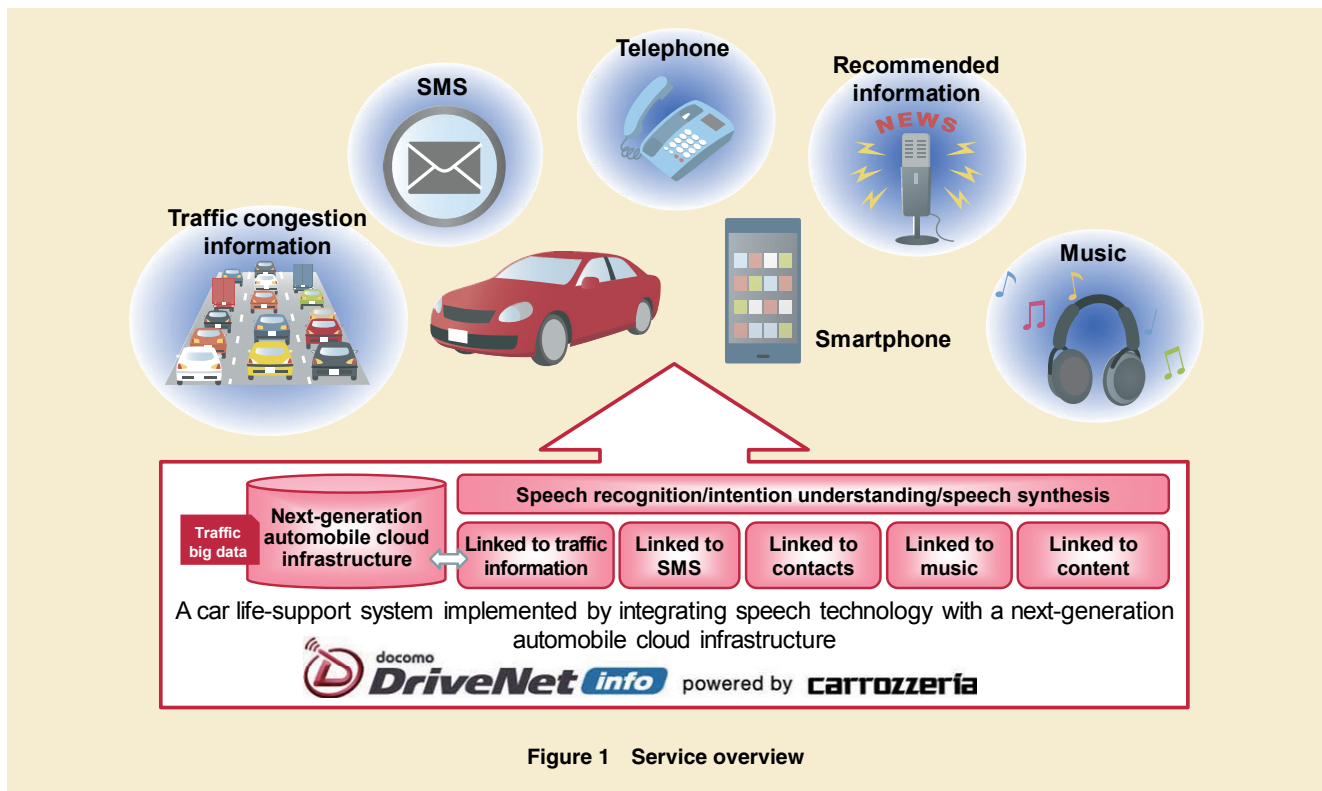 Telephone
SMS
Recommended
information
NEWS
Traffic congestion
information
Music
Smartphone
Speech recognition/intention understanding/speech synthesis
Traffic
big data
Next-generation
automobile cloud
infrastructure
Linked to traffic
information
Linked to
SMS
Linked to
contacts
Linked to
music
Linked to
content
A car life-support system implemented by integrating speech technology with a next-generation
automobile cloud infrastructure
docomo
DriveNet info powered by carrozzeria
Figure 1 Service overview